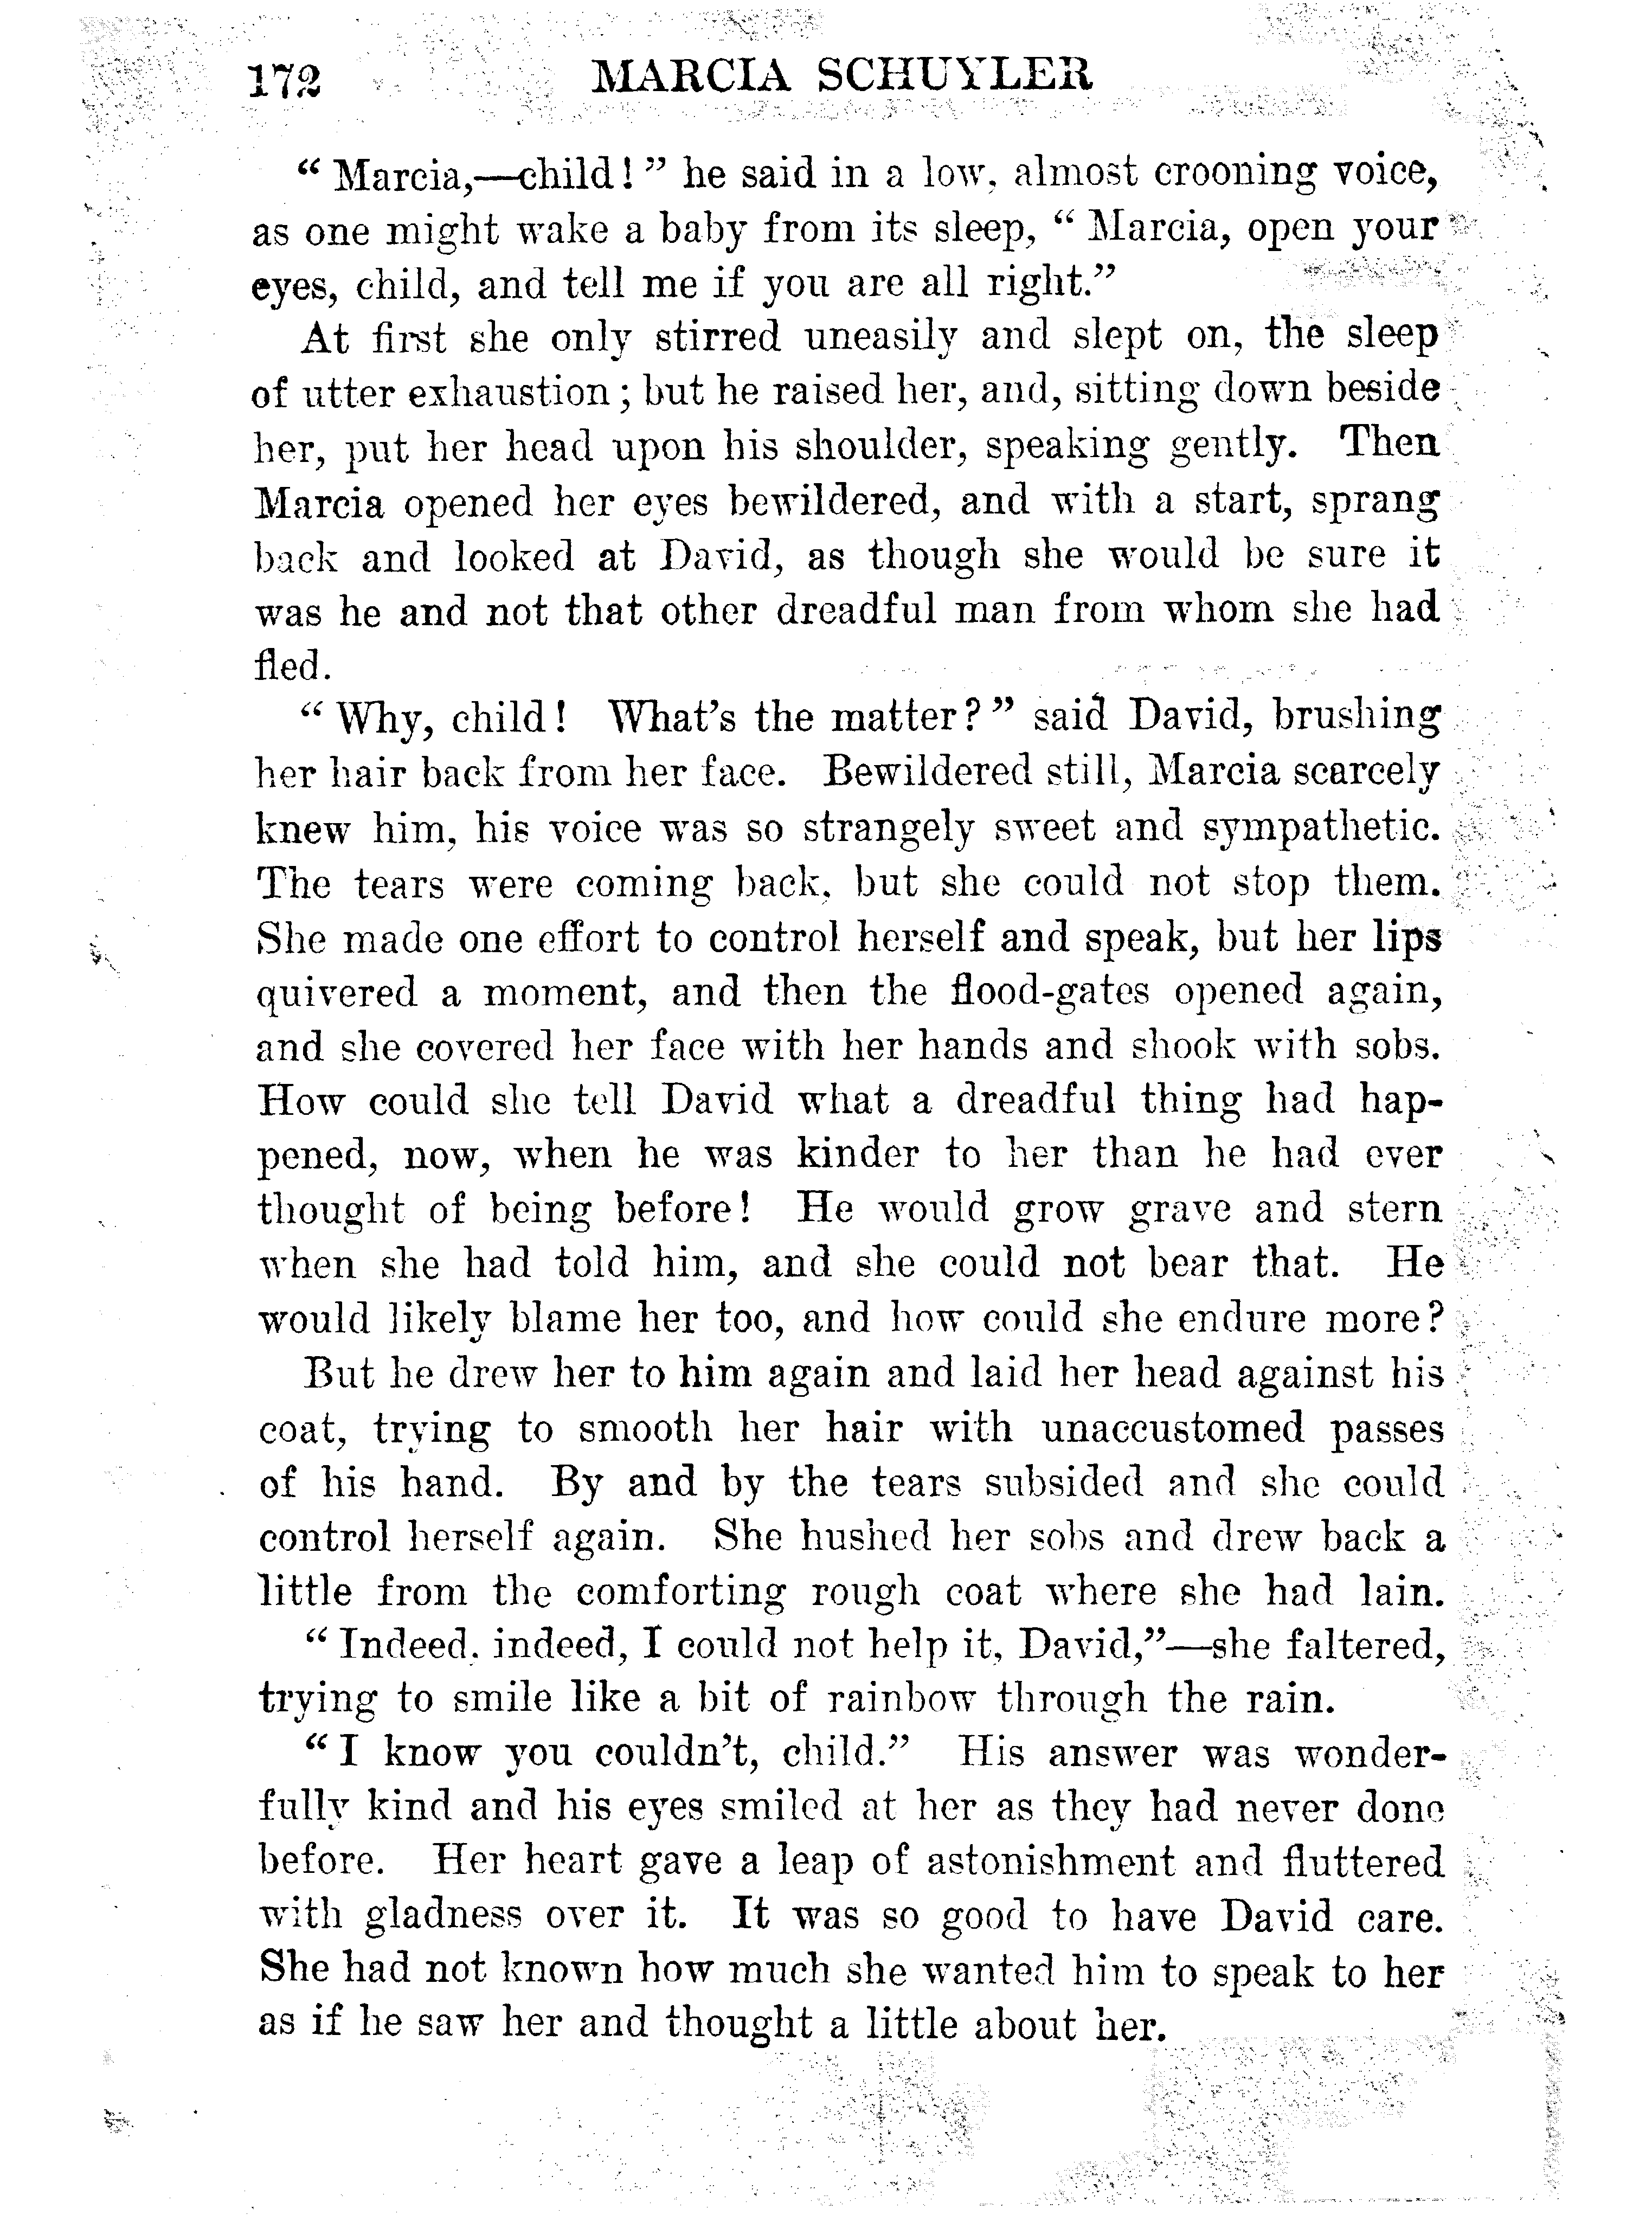 172 MARCIA SCHUYLER
“ Marcia,—child! ” he said in a low, almost crooning voice,
as one might wake a baby from its sleep, “ Marcia, open your
eyes, child, and tell me if you are all right.”
At first she only stirred uneasily and slept on, the sleep
of utter exhaustion; but he raised her, and, sitting down beside
her, put her head upon his shoulder, speaking gently. Then
Marcia opened her eyes bewildered, and with a start, sprang
back and looked at David, as though she would be sure it
was he and not that other dreadful man from whom she had
fled.
“ Why, child! What’s the matter? ” said David, brushing
her hair back from her face. Bewildered still, Marcia scarcely
knew him, his voice was so strangely sweet and sympathetic.
The tears were coming back, but she could not stop them.
She made one effort to control herself and speak, but her lips
quivered a moment, and then the flood-gates opened again,
and she covered her face with her hands and shook with sobs.
How could she tell David what a dreadful thing had hap-
pened, now, when he was kinder to her than he had ever
thought of being before! He would grow grave and stern
when she had told him, and she could not bear that. He
would likely blame her too, and how could she endure more?
But he drew her to him again and laid her head against his
coat, trying to smooth her hair with unaccustomed passes
of his hand. By and by the tears subsided and she could
control herself again. She hushed her sobs and drew back a
little from the comforting rough coat where she had lain.
“ Indeed, indeed, I could not help it, David,”—she faltered,
trying to smile like a bit of rainbow through the rain.
“ I know you couldn’t, child.” His answer was wonder-
fully kind and his eyes smiled at her as they had never done
before. Her heart gave a leap of astonishment and fluttered
with gladness over it. It was so good to have David care.
She had not known how much she wanted him to speak to her
as if he saw her and thought a little about her.